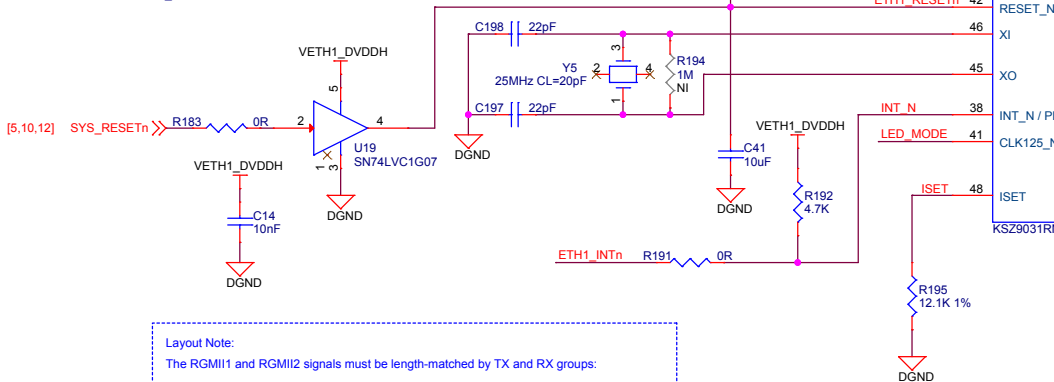 ETH1_RESETn 42
RESET_N
C198 22pF
46 XI
VETH1_DVDDH
3
Y5 2 4
25MHz CL=20pF
R194
1M
NI
5
45 XO
1
[5,10,12] SYS_RESETn R183 0R 2 4
C197 22pF
INT_N 38
INT_N / P
VETH1_DVDDH
U19
SN74LVC1G07
DGND
LED_MODE 41
CLK125_N
1 3
VETH1_DVDDH
C41
10uF
DGND
R192
4.7K
ISET 48 ISET
DGND
C14
10nF
KSZ9031R
ETH1_INTn R191 0R
DGND
R195
12.1K 1%
Layout Note:
The RGMII1 and RGMII2 signals must be length-matched by TX and RX groups:
DGND